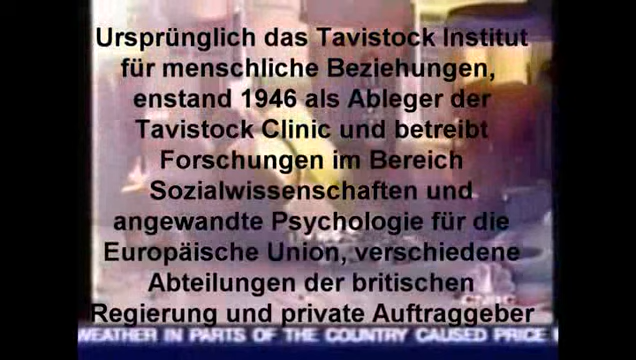 Ursprünglich das Tavistock Institut
für menschliche Beziehungen,
enstand 1946 als Ableger der
Tavistock Clinic und betreibt
Forschungen im Bereich
Sozialwissenschaften und
angewandte Psychologie für die
Europäische Union, verschiedene
Abteilungen der britischen
Regierung und private Auftraggeber
WEATHER IN PARTS OF THE COUNTRY CAUSED PRICE